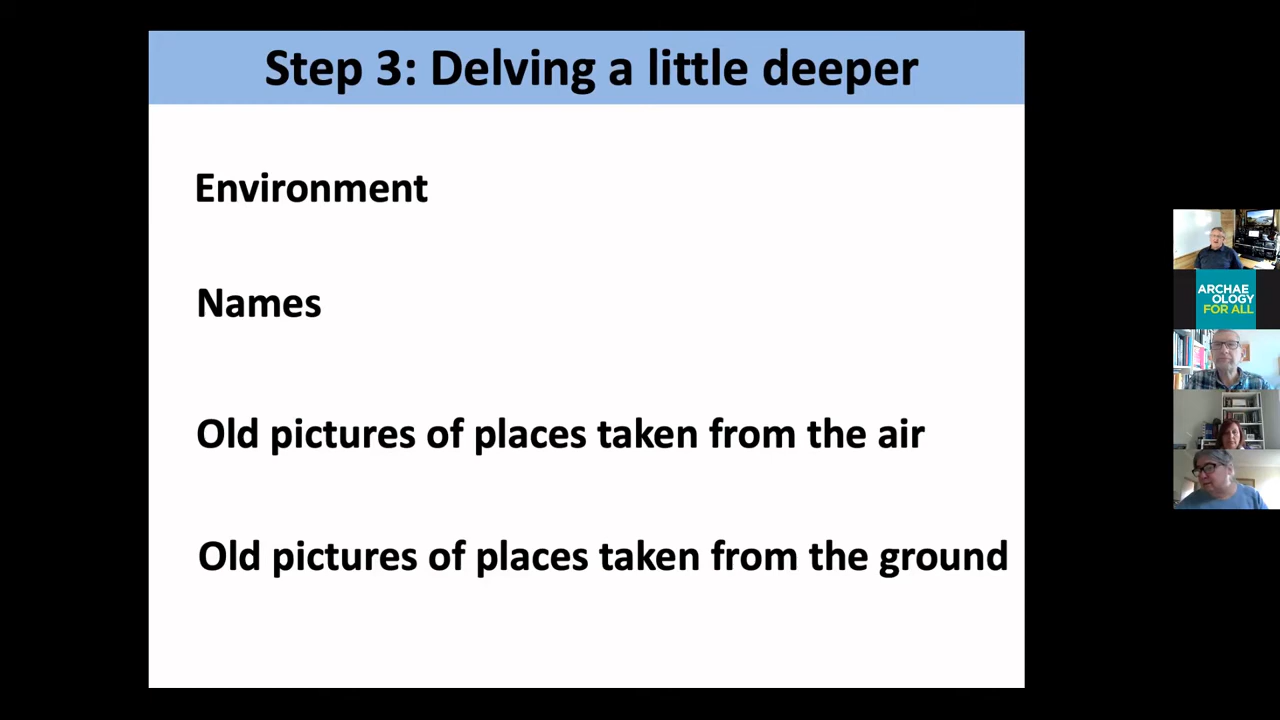 Step 3: Delving a little deeper
Environment
Names
Old pictures of places taken from the air
Old pictures of places taken from the ground
ARCHAE
OLOGY
FOR ALL